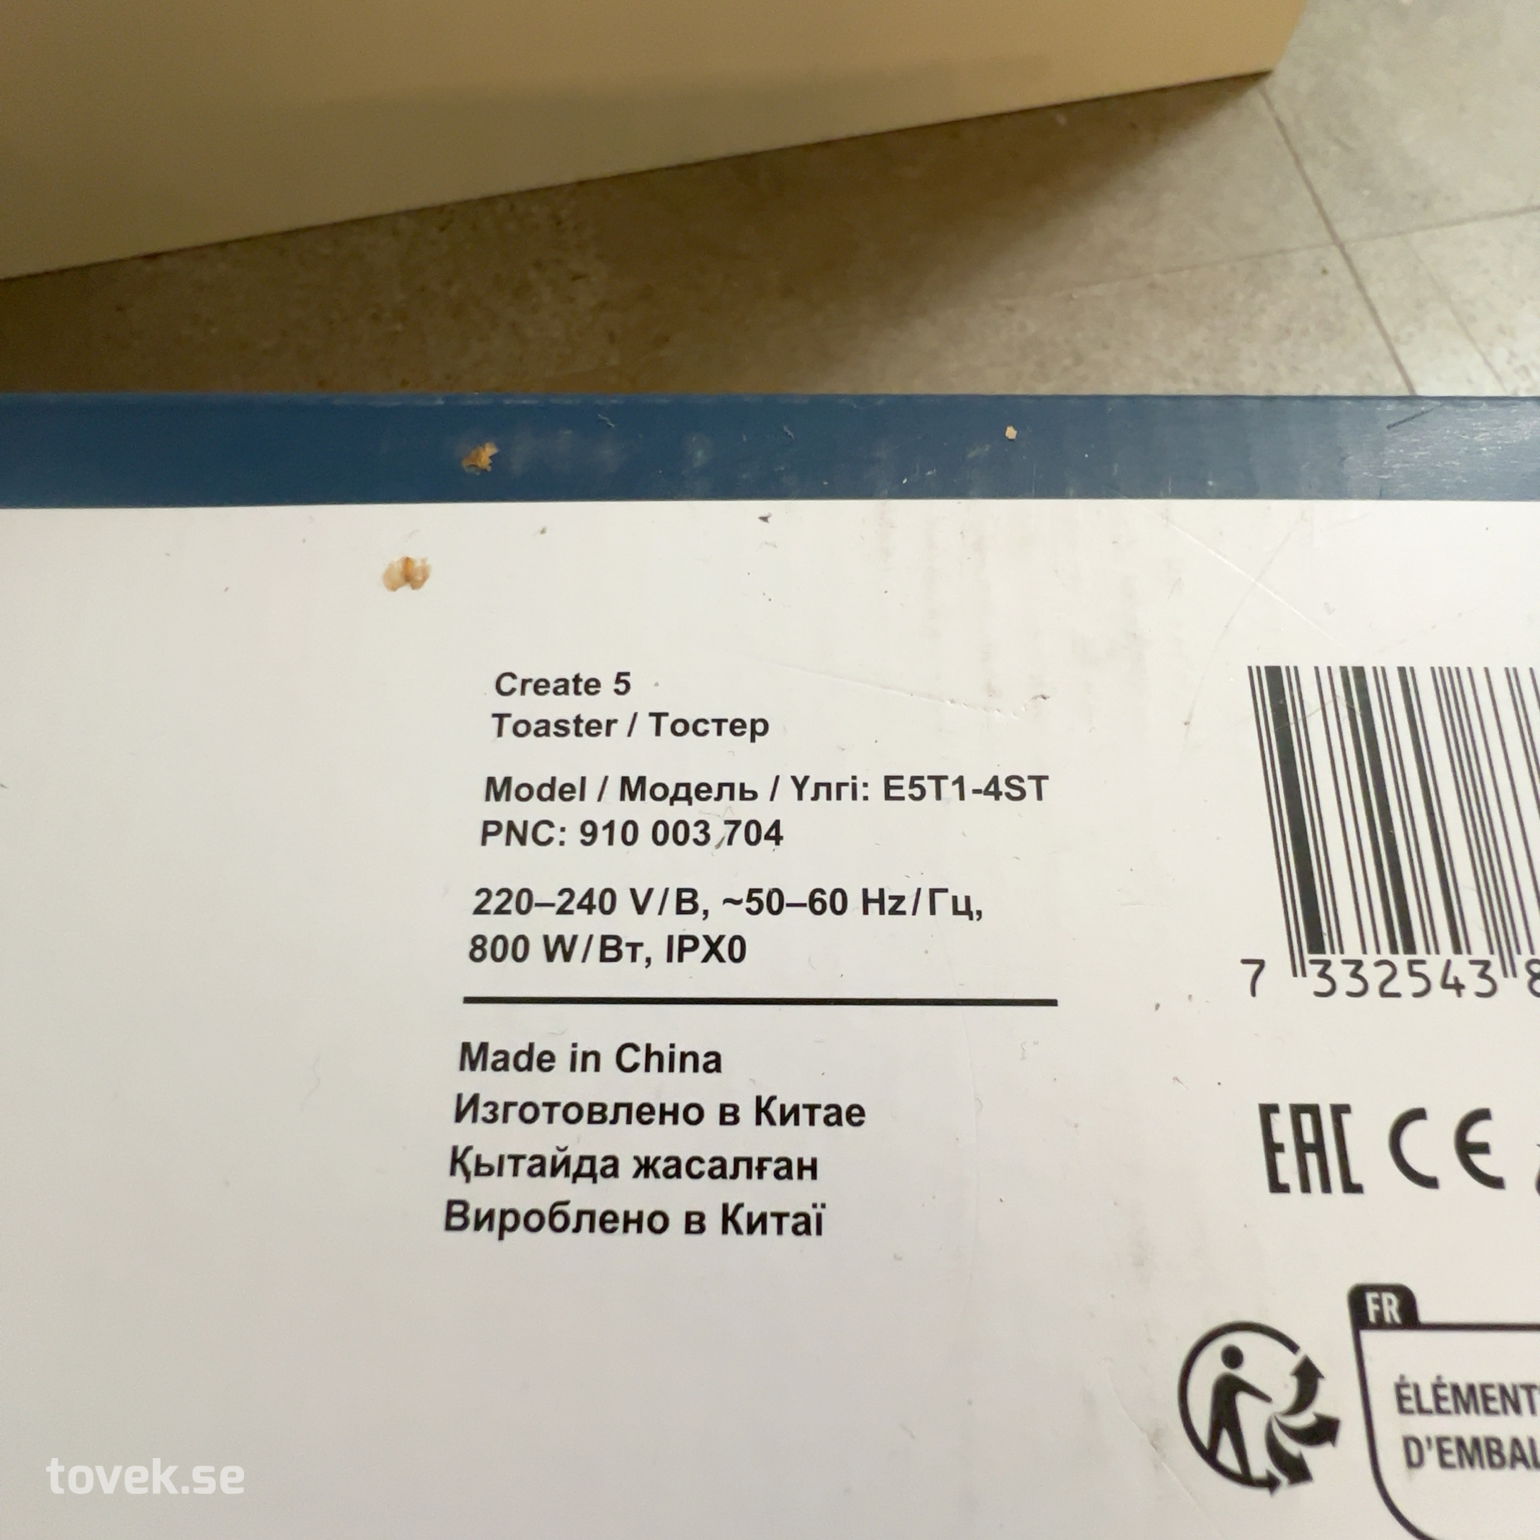 Create 5
Toaster / Тостер
Model / Модель / Үлгі: E5T1-4ST
PNC: 910 003 704
220–240 V/В, ~50–60 Hz/Гц,
800 W/Вт, IPX0
Made in China
Изготовлено в Китае
Қытайда жасалған
Вироблено в Китаї
7 332543 8
EAC CE
FR
ÉLÉMENT
D'EMBAL
tovek.se